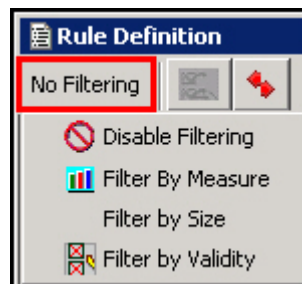 Rule Definition
No Filtering
Disable Filtering
Filter By Measure
Filter by Size
Filter by Validity